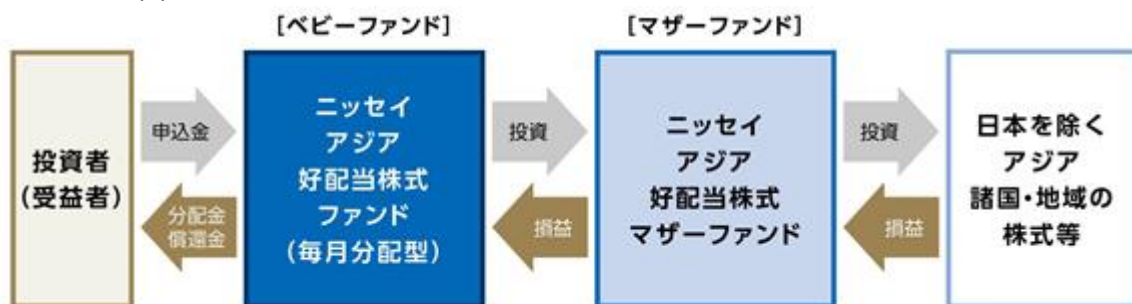 [ベビーファンド]
[マザーファンド]
投資者
(受益者)
申込金
分配金
償還金
ニッセイ
アジア
好配当株式
ファンド
(毎月分配型)
投資
損益
ニッセイ
アジア
好配当株式
マザーファンド
投資
損益
日本を除く
アジア
諸国・地域の
株式等